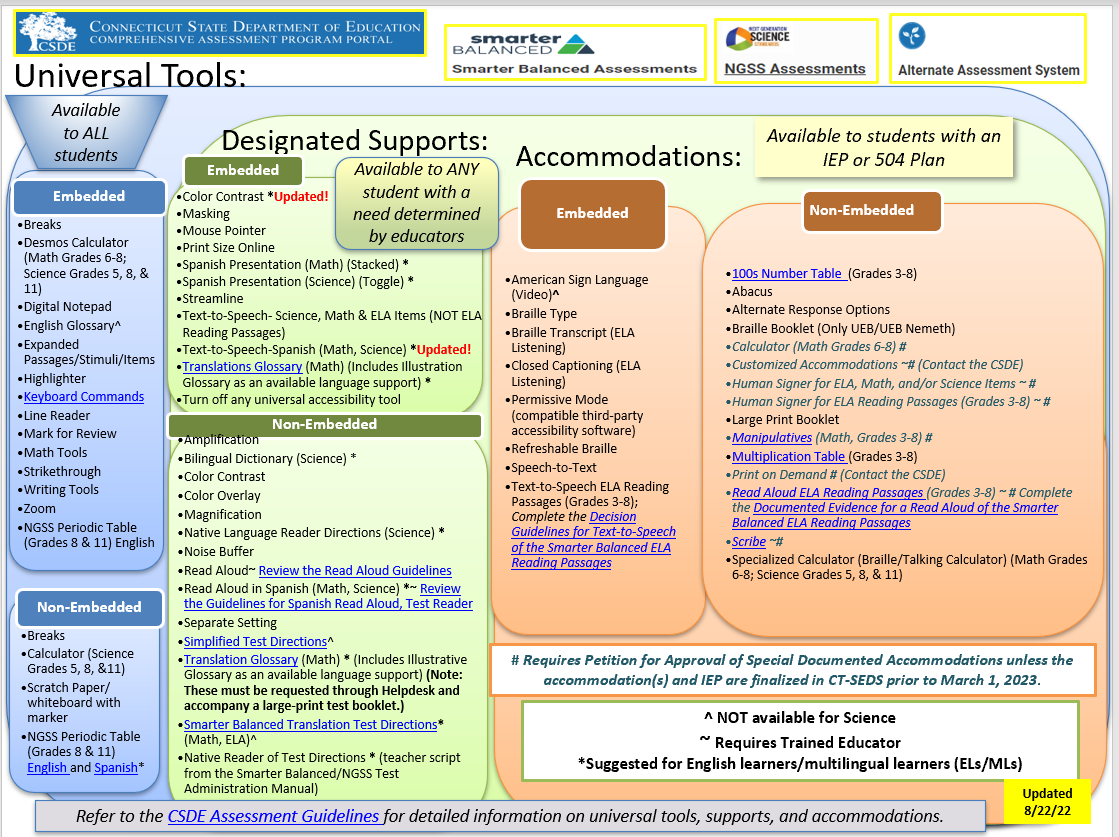 CONNECTICUT STATE DEPARTMENT OF EDUCATION
CSDE COMPREHENSIVE ASSESSMENT PROGRAM PORTAL
smarter
BALANCED
Smarter Balanced Assessments
NEXT GENERATION
SCIENCE
STANDARDS
NGSS Assessments
Alternate Assessment System
Universal Tools:
Available
to ALL
students
Embedded
•Breaks
•Desmos Calculator
(Math Grades 6-8;
Science Grades 5, 8, &
11)
•Digital Notepad
•English Glossary^
•Expanded
Passages/Stimuli/Items
•Highlighter
•Keyboard Commands
•Line Reader
•Mark for Review
•Math Tools
•Strikethrough
•Writing Tools
•Zoom
•NGSS Periodic Table
(Grades 8 & 11) English
Non-Embedded
•Breaks
•Calculator (Science
Grades 5, 8, &11)
•Scratch Paper/
whiteboard with
marker
•NGSS Periodic Table
(Grades 8 & 11)
English and Spanish*
Designated Supports:
Embedded
Available to ANY
student with a
need determined
by educators
•Color Contrast *Updated!
•Masking
•Mouse Pointer
•Print Size Online
•Spanish Presentation (Math) (Stacked) *
•Spanish Presentation (Science) (Toggle) *
•Streamline
•Text-to-Speech- Science, Math & ELA Items (NOT ELA
Reading Passages)
•Text-to-Speech-Spanish (Math, Science) *Updated!
•Translations Glossary (Math) (Includes Illustration
Glossary as an available language support) *
•Turn off any universal accessibility tool
Non-Embedded
•Amplification
•Bilingual Dictionary (Science) *
•Color Contrast
•Color Overlay
•Magnification
•Native Language Reader Directions (Science) *
•Noise Buffer
•Read Aloud~ Review the Read Aloud Guidelines
•Read Aloud in Spanish (Math, Science) *~ Review
the Guidelines for Spanish Read Aloud, Test Reader
•Separate Setting
•Simplified Test Directions^
•Translation Glossary (Math) * (Includes Illustrative
Glossary as an available language support) (Note:
These must be requested through Helpdesk and
accompany a large-print test booklet.)
•Smarter Balanced Translation Test Directions*
(Math, ELA)^
•Native Reader of Test Directions * (teacher script
from the Smarter Balanced/NGSS Test
Administration Manual)
Accommodations:
Available to students with an
IEP or 504 Plan
Embedded
•American Sign Language
(Video)^
•Braille Type
•Braille Transcript (ELA
Listening)
•Closed Captioning (ELA
Listening)
•Permissive Mode
(compatible third-party
accessibility software)
•Refreshable Braille
•Speech-to-Text
•Text-to-Speech ELA Reading
Passages (Grades 3-8);
Complete the Decision
Guidelines for Text-to-Speech
of the Smarter Balanced ELA
Reading Passages
Non-Embedded
•100s Number Table (Grades 3-8)
•Abacus
•Alternate Response Options
•Braille Booklet (Only UEB/UEB Nemeth)
•Calculator (Math Grades 6-8) #
•Customized Accommodations ~# (Contact the CSDE)
•Human Signer for ELA, Math, and/or Science Items ~ #
•Human Signer for ELA Reading Passages (Grades 3-8) ~ #
•Large Print Booklet
•Manipulatives (Math, Grades 3-8) #
•Multiplication Table (Grades 3-8)
•Print on Demand # (Contact the CSDE)
•Read Aloud ELA Reading Passages (Grades 3-8) ~ # Complete
the Documented Evidence for a Read Aloud of the Smarter
Balanced ELA Reading Passages
•Scribe ~#
•Specialized Calculator (Braille/Talking Calculator) (Math Grades
6-8; Science Grades 5, 8, & 11)
# Requires Petition for Approval of Special Documented Accommodations unless the
accommodation(s) and IEP are finalized in CT-SEDS prior to March 1, 2023.
^ NOT available for Science
~ Requires Trained Educator
*Suggested for English learners/multilingual learners (ELs/MLs)
Updated
8/22/22
Refer to the CSDE Assessment Guidelines for detailed information on universal tools, supports, and accommodations.